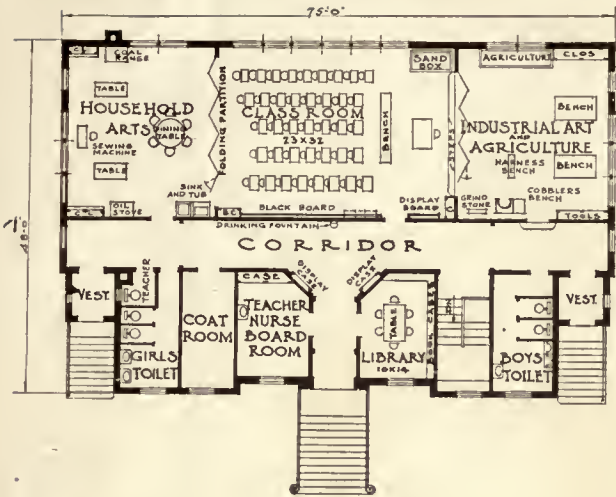 75'-0"
48'-0"
CL.
COAL
RANGE
TABLE
HOUSEHOLD
ARTS
DINING
TABLE
SEWING
MACHINE
TABLE
OIL
STOVE
SINK
AND TUB
FOLDING PARTITION
CLASS ROOM
23X32
BENCH
BLACK BOARD
BC
SAND
BOX
DISPLAY
BOARD
STEPS
AGRICULTURE
CLOS
BENCH
INDUSTRIAL ART
AND
AGRICULTURE
HARNESS
BENCH
BENCH
COBBLERS
BENCH
GRIND
STONE
TOOLS
DRINKING FOUNTAIN
CORRIDOR
VEST.
TEACHER
GIRLS
TOILET
COAT
ROOM
CASE
DISPLAY
CASE
TEACHER
NURSE
BOARD
ROOM
DISPLAY
CASE
TABLE
LIBRARY
10X14
BOOK CASES
BOYS
TOILET
VEST.